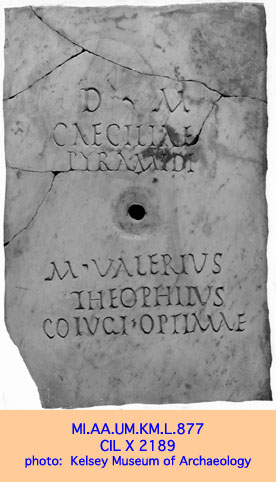 D M
CAECILIAE
PYRAMIDI
M · VALERIVS
THEOPHILVS
COIVGI · OPTIMAE
MI.AA.UM.KM.L.877
CIL X 2189
photo: Kelsey Museum of Archaeology